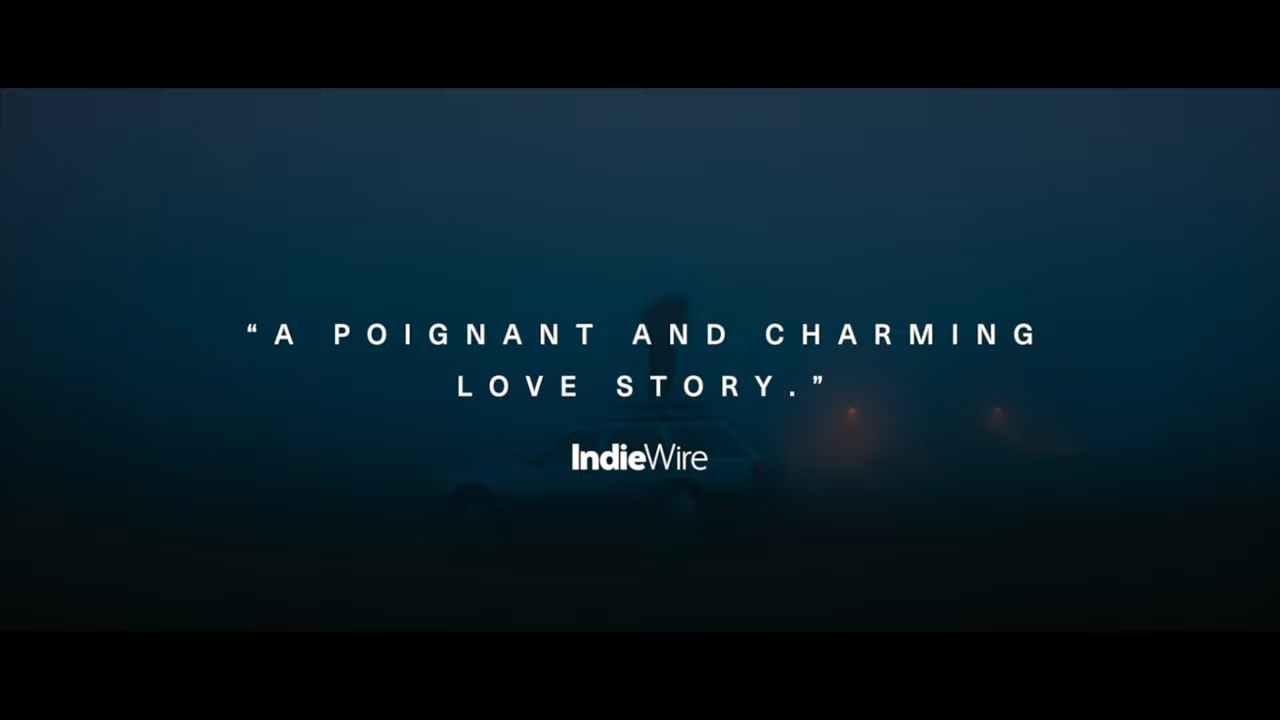 “A POIGNANT AND CHARMING
LOVE STORY.”
IndieWire